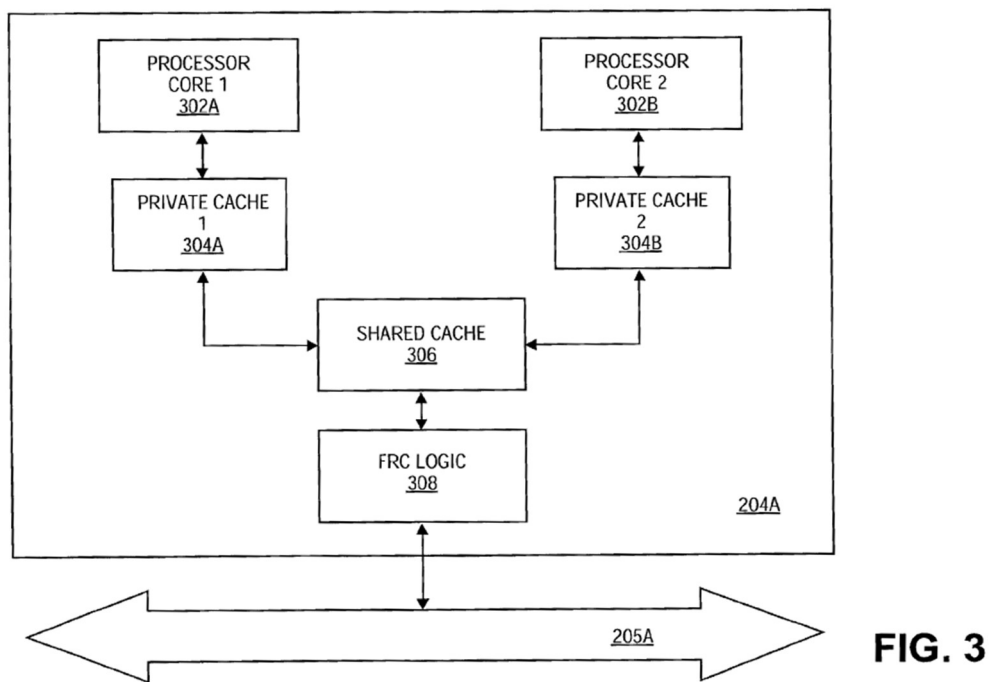 PROCESSOR
CORE 1
302A
PROCESSOR
CORE 2
302B
PRIVATE CACHE
1
304A
PRIVATE CACHE
2
304B
SHARED CACHE
306
FRC LOGIC
308
204A
205A
FIG. 3